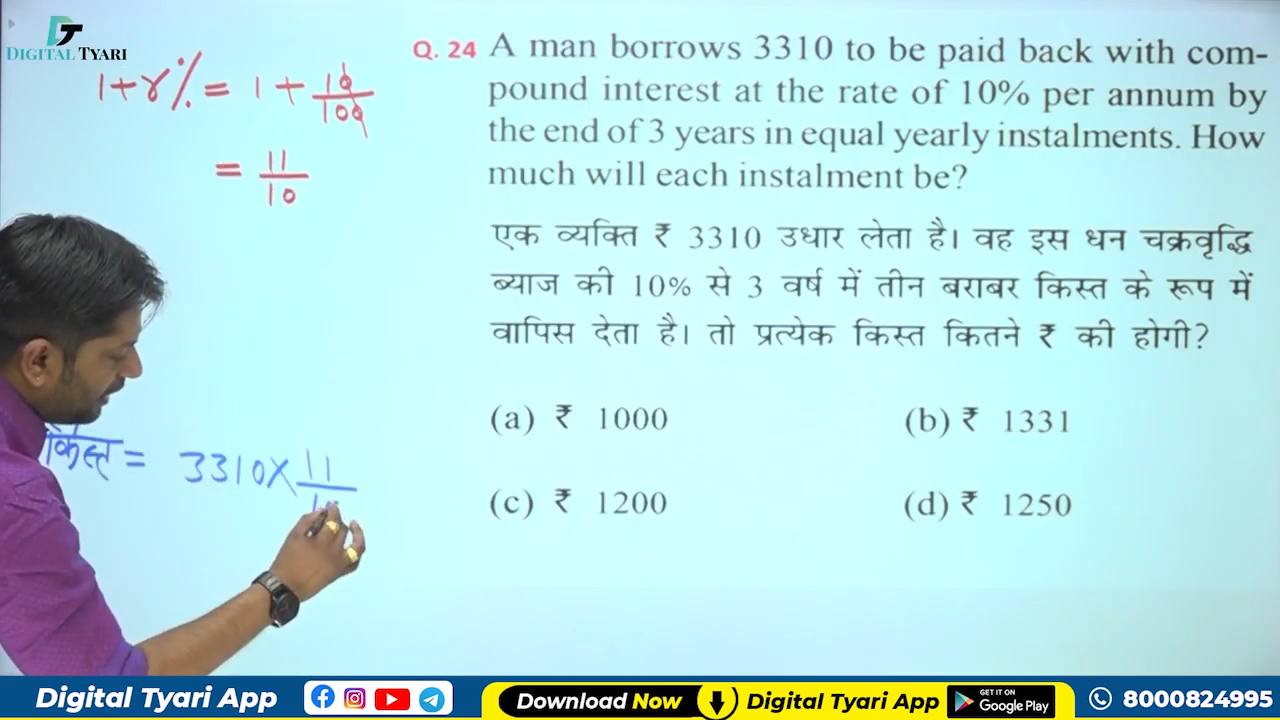 DT
DIGITAL TYARI
1+r% = 1 + 10/100
= 11/10
किस्त = 3310 × 11/
Q. 24 A man borrows 3310 to be paid back with com-
pound interest at the rate of 10% per annum by
the end of 3 years in equal yearly instalments. How
much will each instalment be?
एक व्यक्ति ₹ 3310 उधार लेता है। वह इस धन चक्रवृद्धि
ब्याज की 10% से 3 वर्ष में तीन बराबर किस्त के रूप में
वापिस देता है। तो प्रत्येक किस्त कितने ₹ की होगी?
(a) ₹ 1000 (b) ₹ 1331
(c) ₹ 1200 (d) ₹ 1250
Digital Tyari App Download Now Digital Tyari App GET IT ON Google Play 8000824995